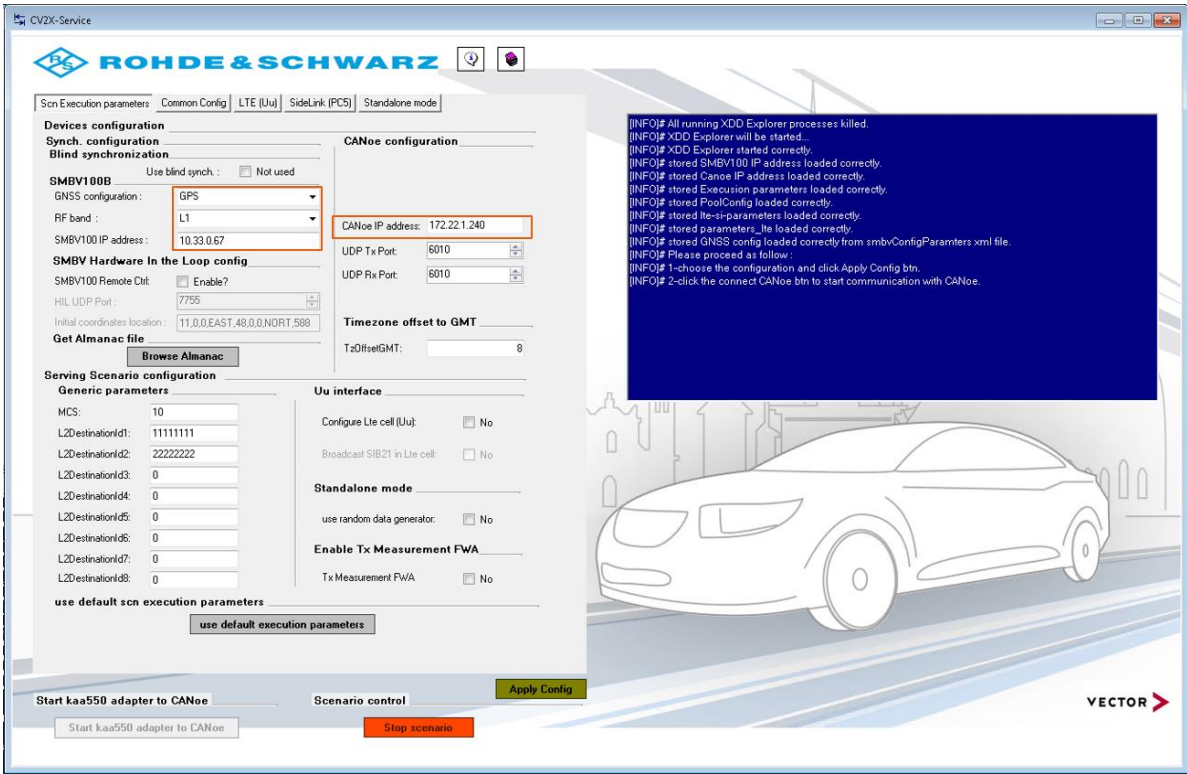 CV2X-Service
ROHDE & SCHWARZ
Scn Execution parameters Common Config LTE (Uu) SideLink (PC5) Standalone mode
Devices configuration
Synch. configuration
Blind synchronization
Use blind synch. : Not used
SMBV100B
GNSS configuration : GPS
RF band : L1
SMBV100 IP address : 10.33.0.67
SMBV Hardware In the Loop config
SMBV100 Remote Ctrl: Enable?
HIL UDP Port : 7755
Initial coordinates location : 11,0,0,EAST,48,0,0,NORT,588
Get Almanac file
Browse Almanac
CANoe configuration
CANoe IP address: 172.22.1.240
UDP Tx Port: 6010
UDP Rx Port: 6010
Timezone offset to GMT
TzOffsetGMT: 8
Serving Scenario configuration
Generic parameters
MCS: 10
L2DestinationId1: 11111111
L2DestinationId2: 22222222
L2DestinationId3: 0
L2DestinationId4: 0
L2DestinationId5: 0
L2DestinationId6: 0
L2DestinationId7: 0
L2DestinationId8: 0
Uu interface
Configure Lte cell (Uu): No
Broadcast SIB21 in Lte cell: No
Standalone mode
use random data generator: No
Enable Tx Measurement FWA
Tx Measurement FWA No
use default scn execution parameters
use default execution parameters
Apply Config
Start kaa550 adapter to CANoe
Start kaa550 adapter to CANoe
Scenario control
Stop scenario
[INFO]# All running XDD Explorer processes killed.
[INFO]# XDD Explorer will be started...
[INFO]# XDD Explorer started correctly.
[INFO]# stored SMBV100 IP address loaded correctly.
[INFO]# stored Canoe IP address loaded correctly.
[INFO]# stored Execusion parameters loaded correctly.
[INFO]# stored PoolConfig loaded correctly.
[INFO]# stored lte-si-parameters loaded correctly.
[INFO]# stored parameters_lte loaded correctly.
[INFO]# stored GNSS config loaded correctly from smbvConfigParamters xml file.
[INFO]# Please proceed as follow :
[INFO]# 1-choose the configuration and click Apply Config btn.
[INFO]# 2-click the connect CANoe btn to start communication with CANoe.
VECTOR